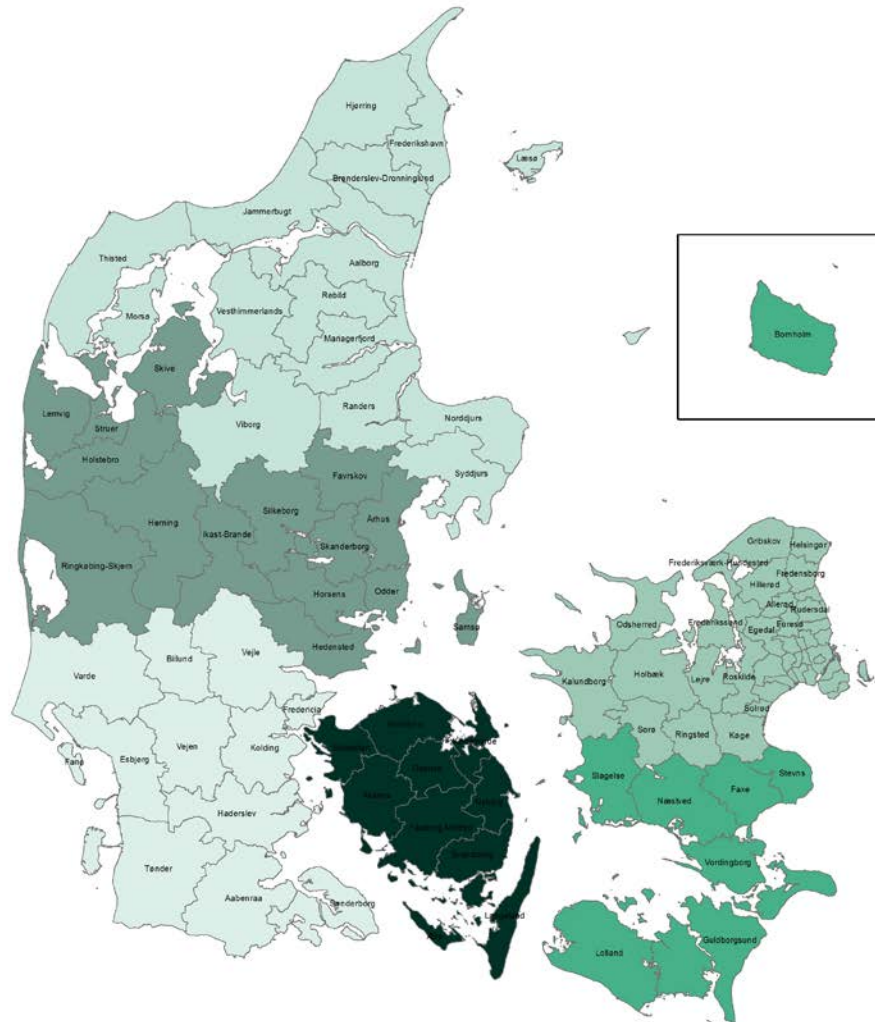 Hjørring
Frederikshavn
Læsø
Brønderslev-Dronninglund
Jammerbugt
Thisted
Aalborg
Rebild
Morsø
Vesthimmerlands
Bornholm
Managerfjord
Skive
Lemvig
Randers
Norddjurs
Struer
Viborg
Holstebro
Syddjurs
Favrskov
Silkeborg
Århus
Herning
Ikast-Brande
Skanderborg
Gribskov
Helsingør
Frederiksværk-Hundested
Fredensborg
Hillerød
Ringkøbing-Skjern
Horsens
Odder
Allerød
Rudersdal
Samsø
Odsherred
Frederikssund
Egedal
Furesø
Hedensted
Billund
Vejle
Varde
Kalundborg
Holbæk
Lejre
Roskilde
Fredericia
Solrød
Sorø
Ringsted
Køge
Fanø
Esbjerg
Vejen
Kolding
Slagelse
Stevns
Næstved
Faxe
Haderslev
Vordingborg
Tønder
Aabenraa
Sønderborg
Guldborgsund
Lolland